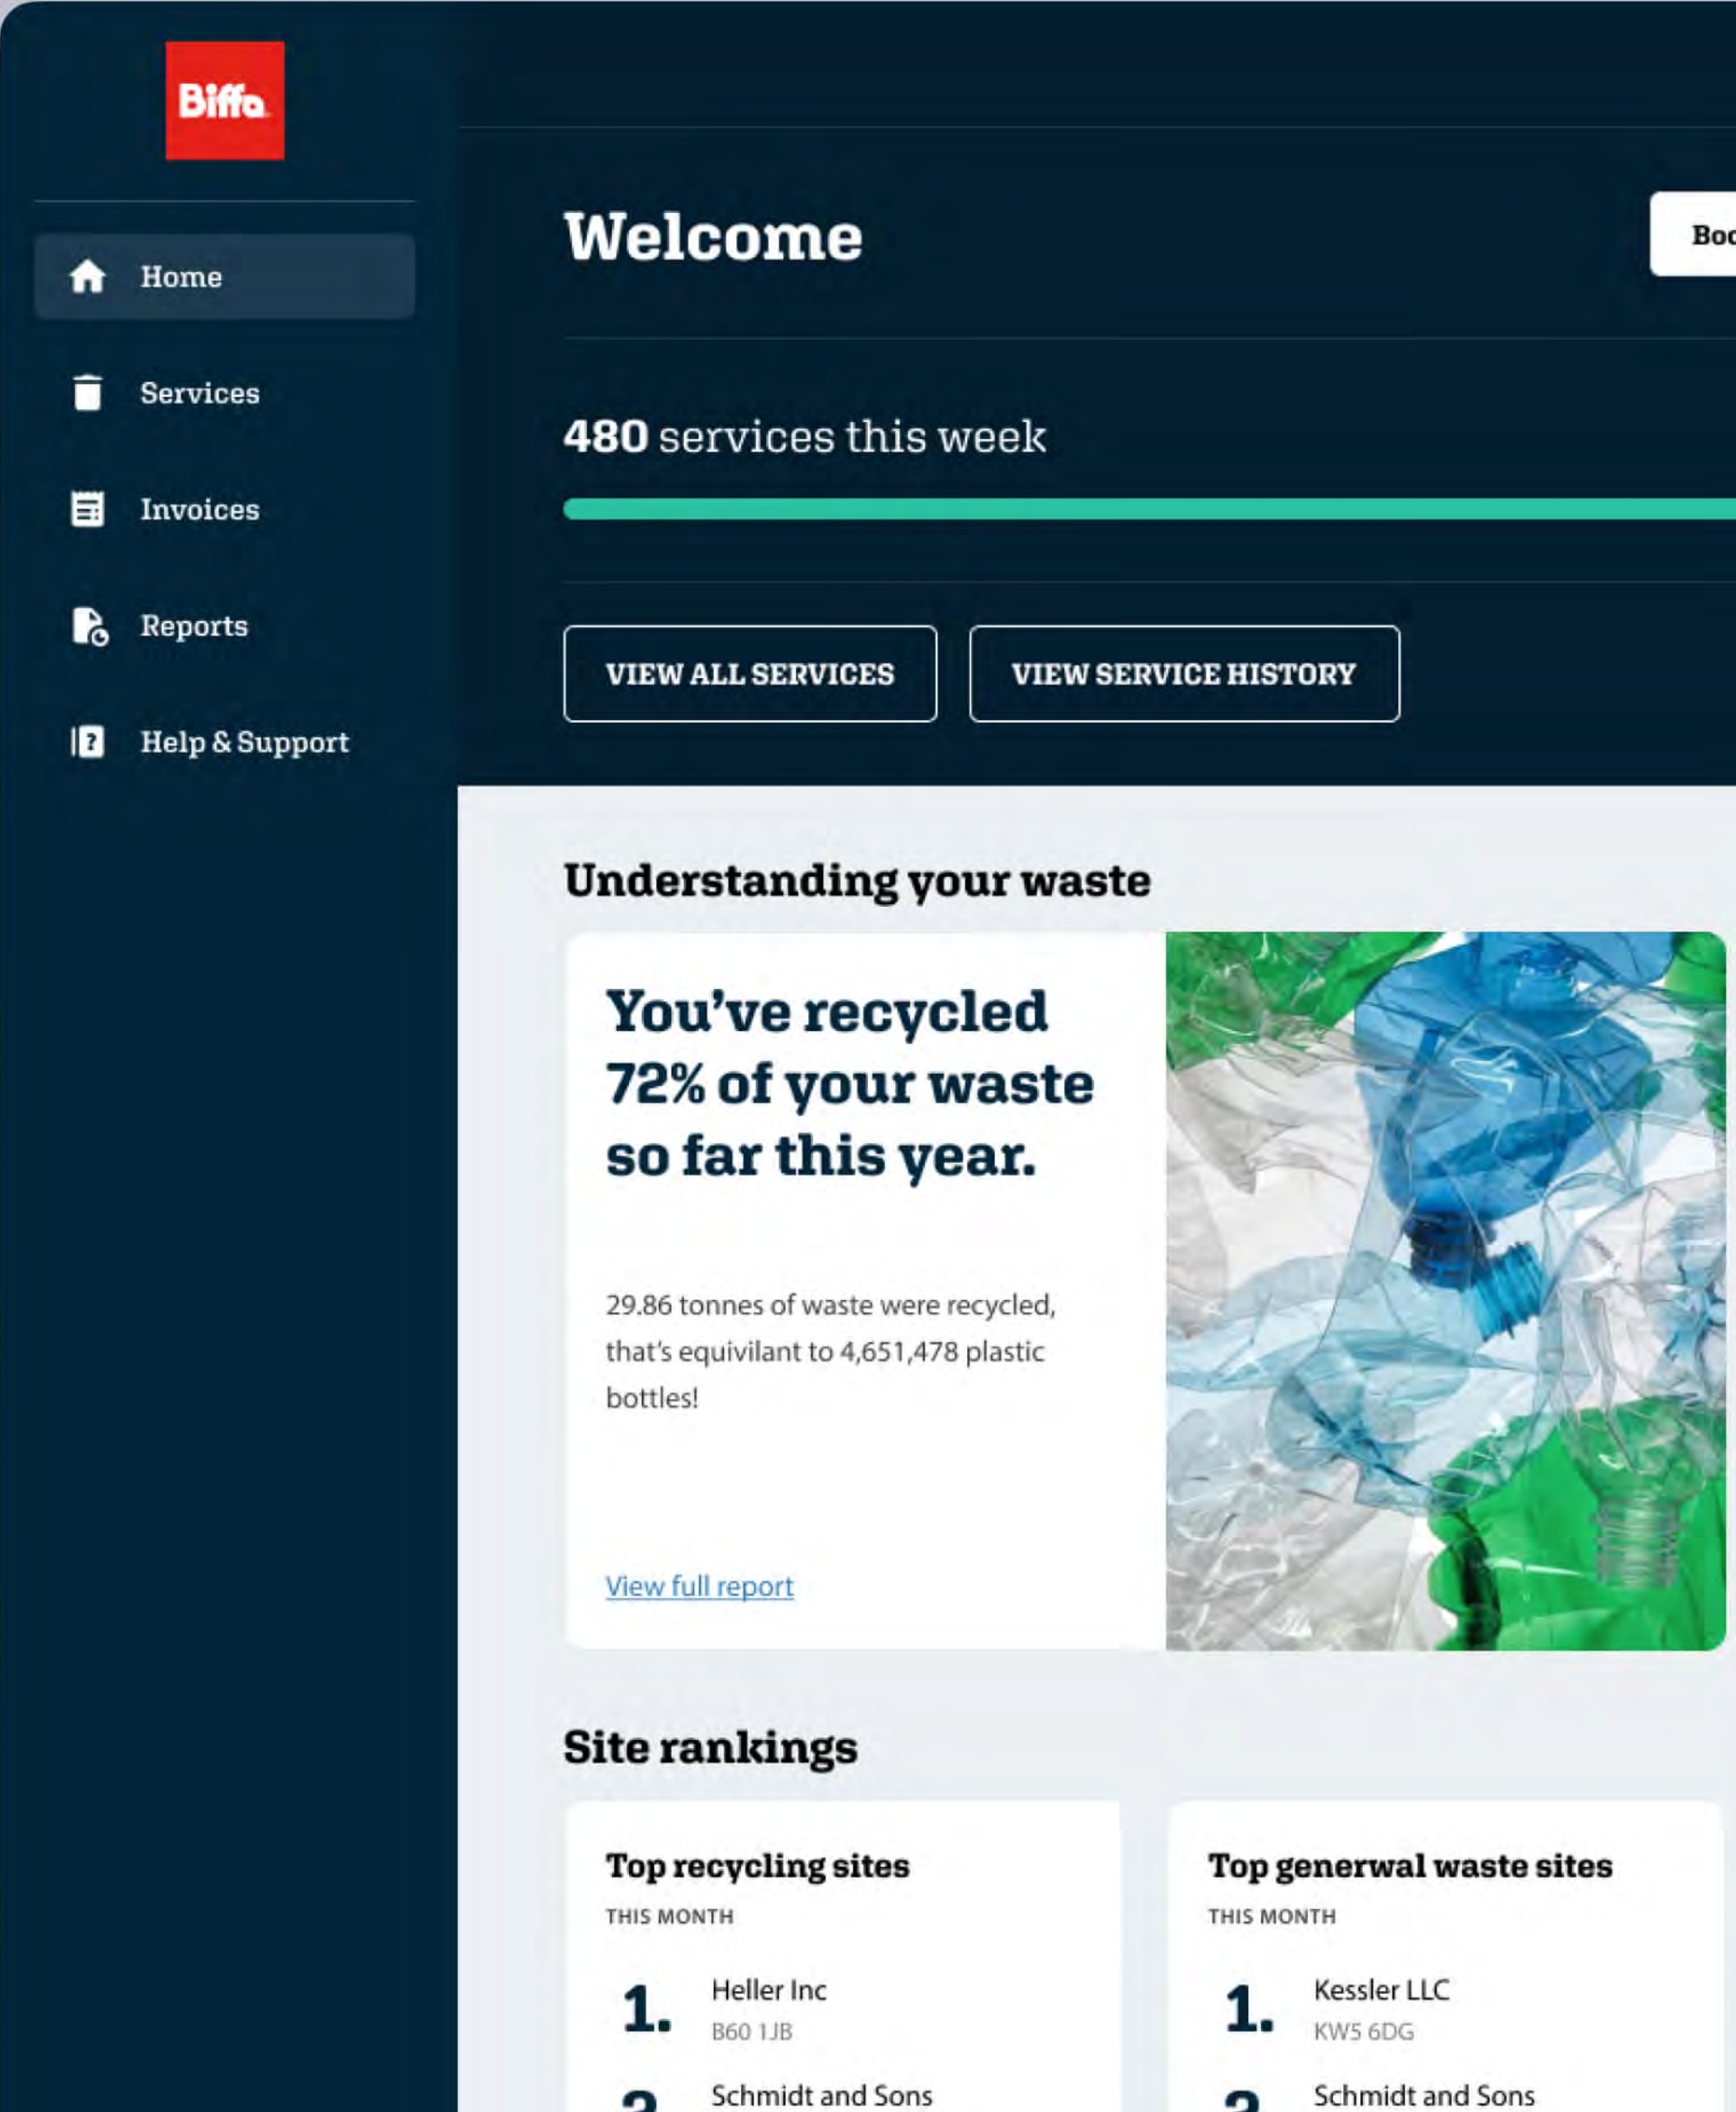 Biffa
Home
Services
Invoices
Reports
Help & Support
Welcome
480 services this week
VIEW ALL SERVICES
VIEW SERVICE HISTORY
Understanding your waste
You've recycled
72% of your waste
so far this year.
29.86 tonnes of waste were recycled,
that's equivilant to 4,651,478 plastic
bottles!
View full report
Site rankings
Top recycling sites
THIS MONTH
1.
Heller Inc
B60 1JB
Schmidt and Sons
Top generwal waste sites
THIS MONTH
1.
Kessler LLC
KW5 6DG
Schmidt and Sons